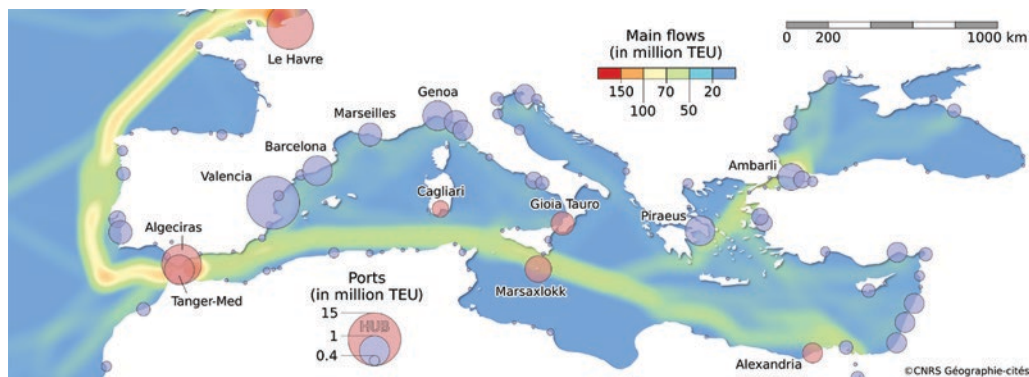 Le Havre
Genoa
Marseilles
Barcelona
Valencia
Cagliari
Gioia Tauro
Algeciras
Tanger-Med
Marsaxlokk
Piraeus
Ambarli
Alexandria
Main flows
(in million TEU)
150
100
70
50
20
0
200
1000 km
Ports
(in million TEU)
15
HUB
1
0.4
©CNRS Géographie-cités